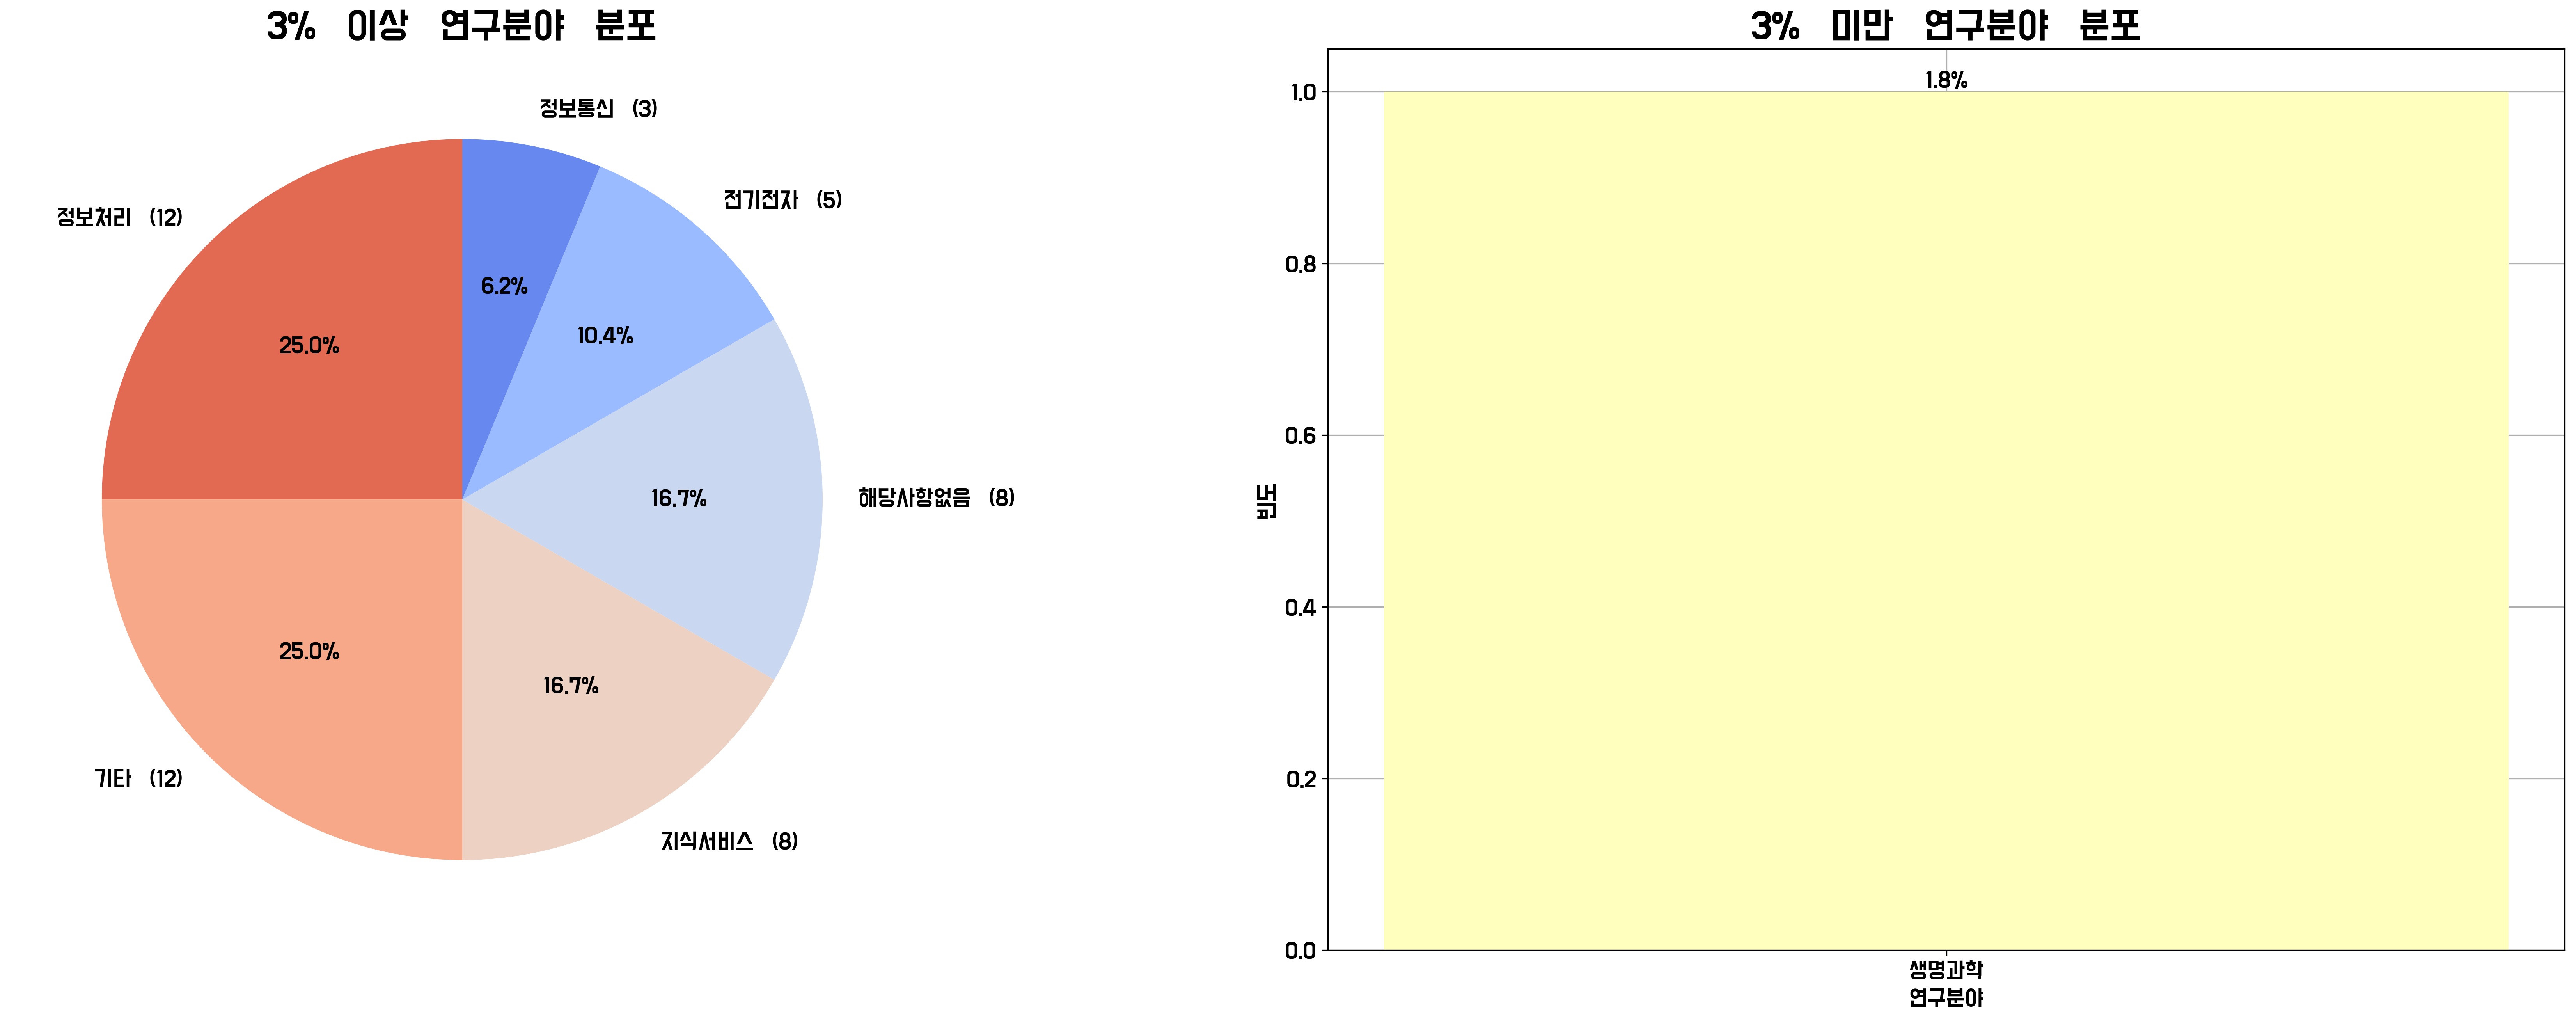 3% 이상 연구분야 분포
정보통신 (3)
전기전자 (5)
정보처리 (12)
6.2%
10.4%
25.0%
16.7%
해당사항없음 (8)
25.0%
16.7%
기타 (12)
지식서비스 (8)
3% 미만 연구분야 분포
1.8%
1.0
0.8
0.6
0.4
0.2
0.0
빈도
생명과학
연구분야